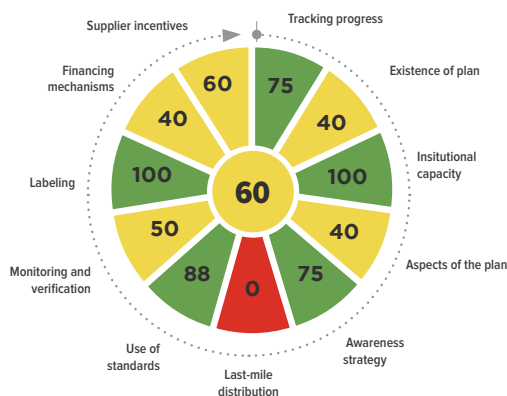 Supplier incentives
Tracking progress
Financing
mechanisms
Existence of plan
60
75
40
40
Labeling
100
100
Insitutional
capacity
60
50
40
Monitoring and
verification
Aspects of the plan
88
0
75
Use of
standards
Awareness
strategy
Last-mile
distribution